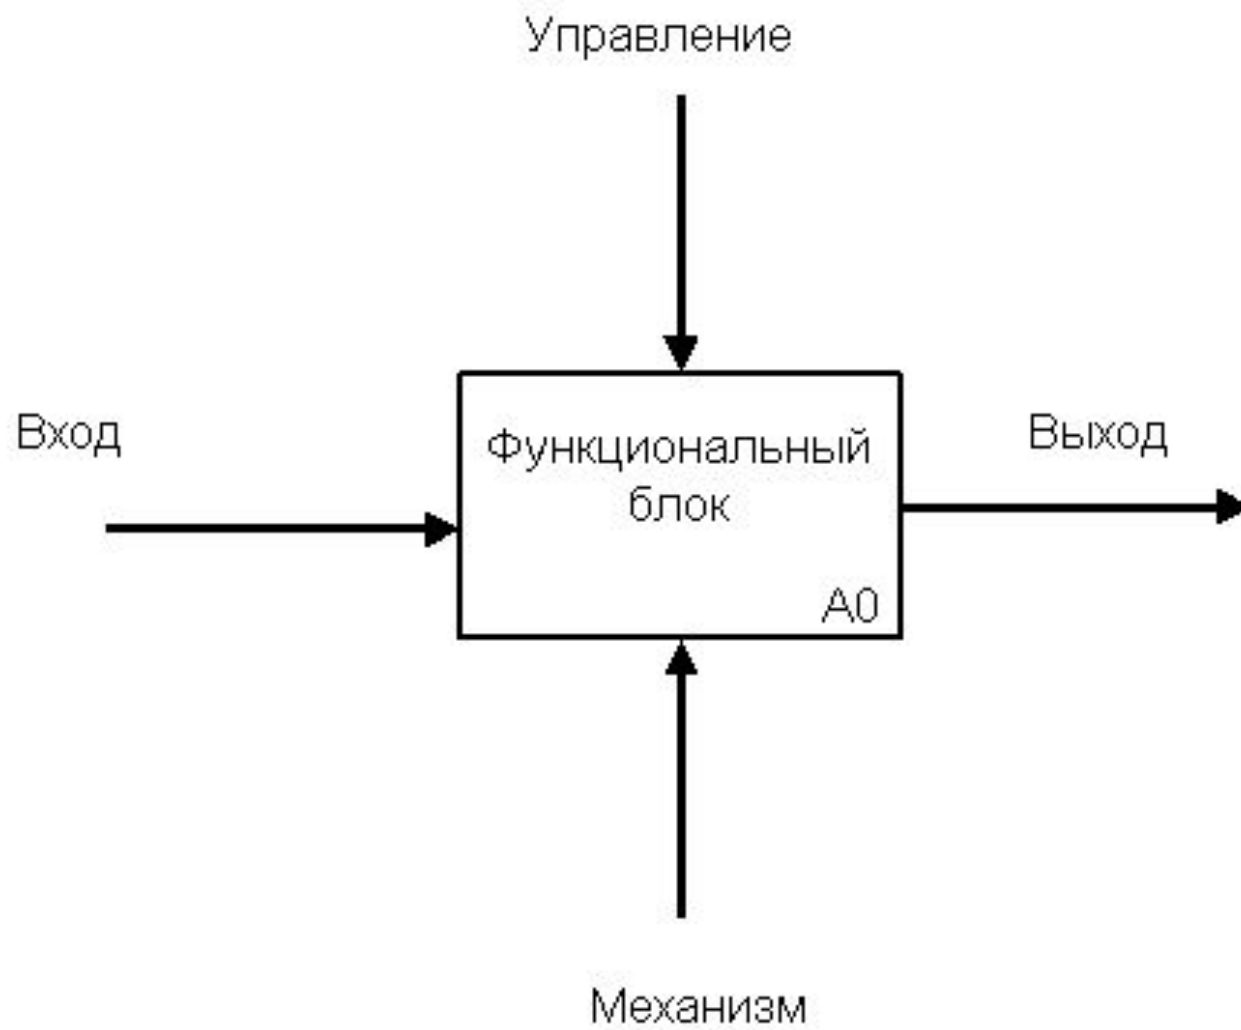 Управление
Вход
Функциональный
блок
Выход
A0
Механизм